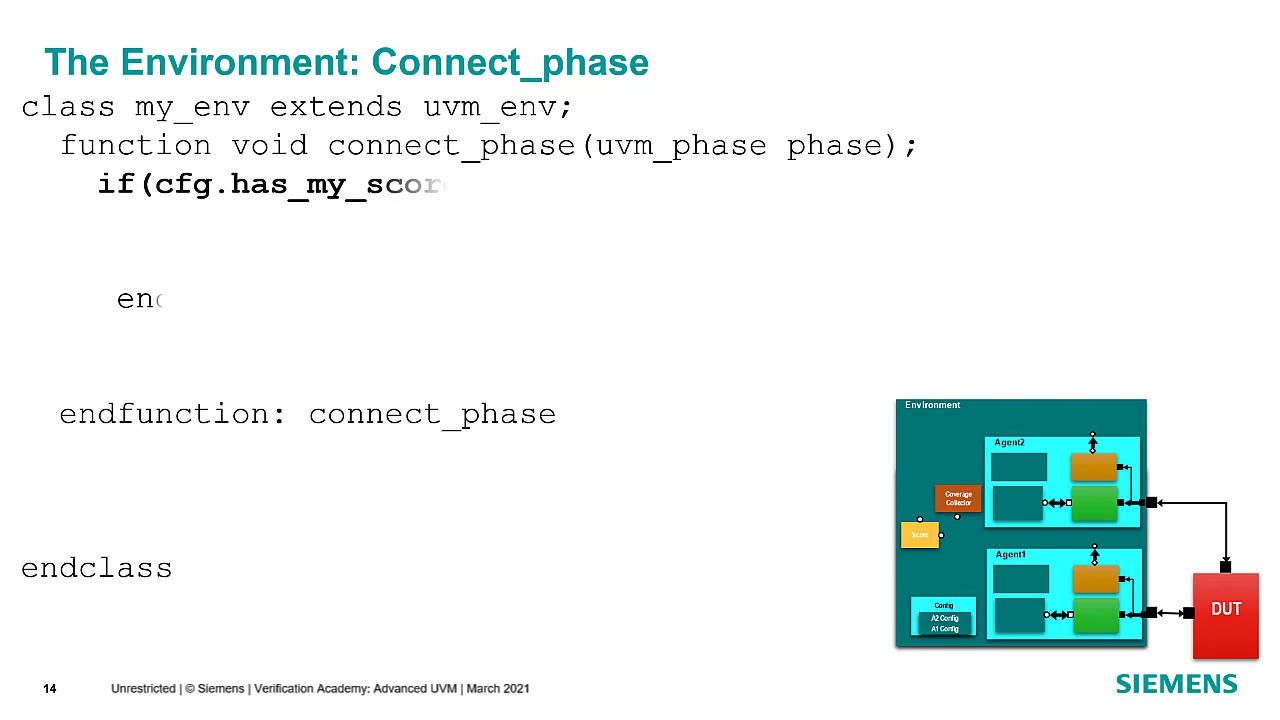 The Environment: Connect_phase
class my_env extends uvm_env;
function void connect_phase(uvm_phase phase);
if(cfg.has_my_scor
en
endfunction: connect_phase
endclass
Environment
Agent2
Coverage
Collector
Score
Agent1
Config
A2 Config
A1 Config
DUT
14
Unrestricted | © Siemens | Verification Academy: Advanced UVM | March 2021
SIEMENS